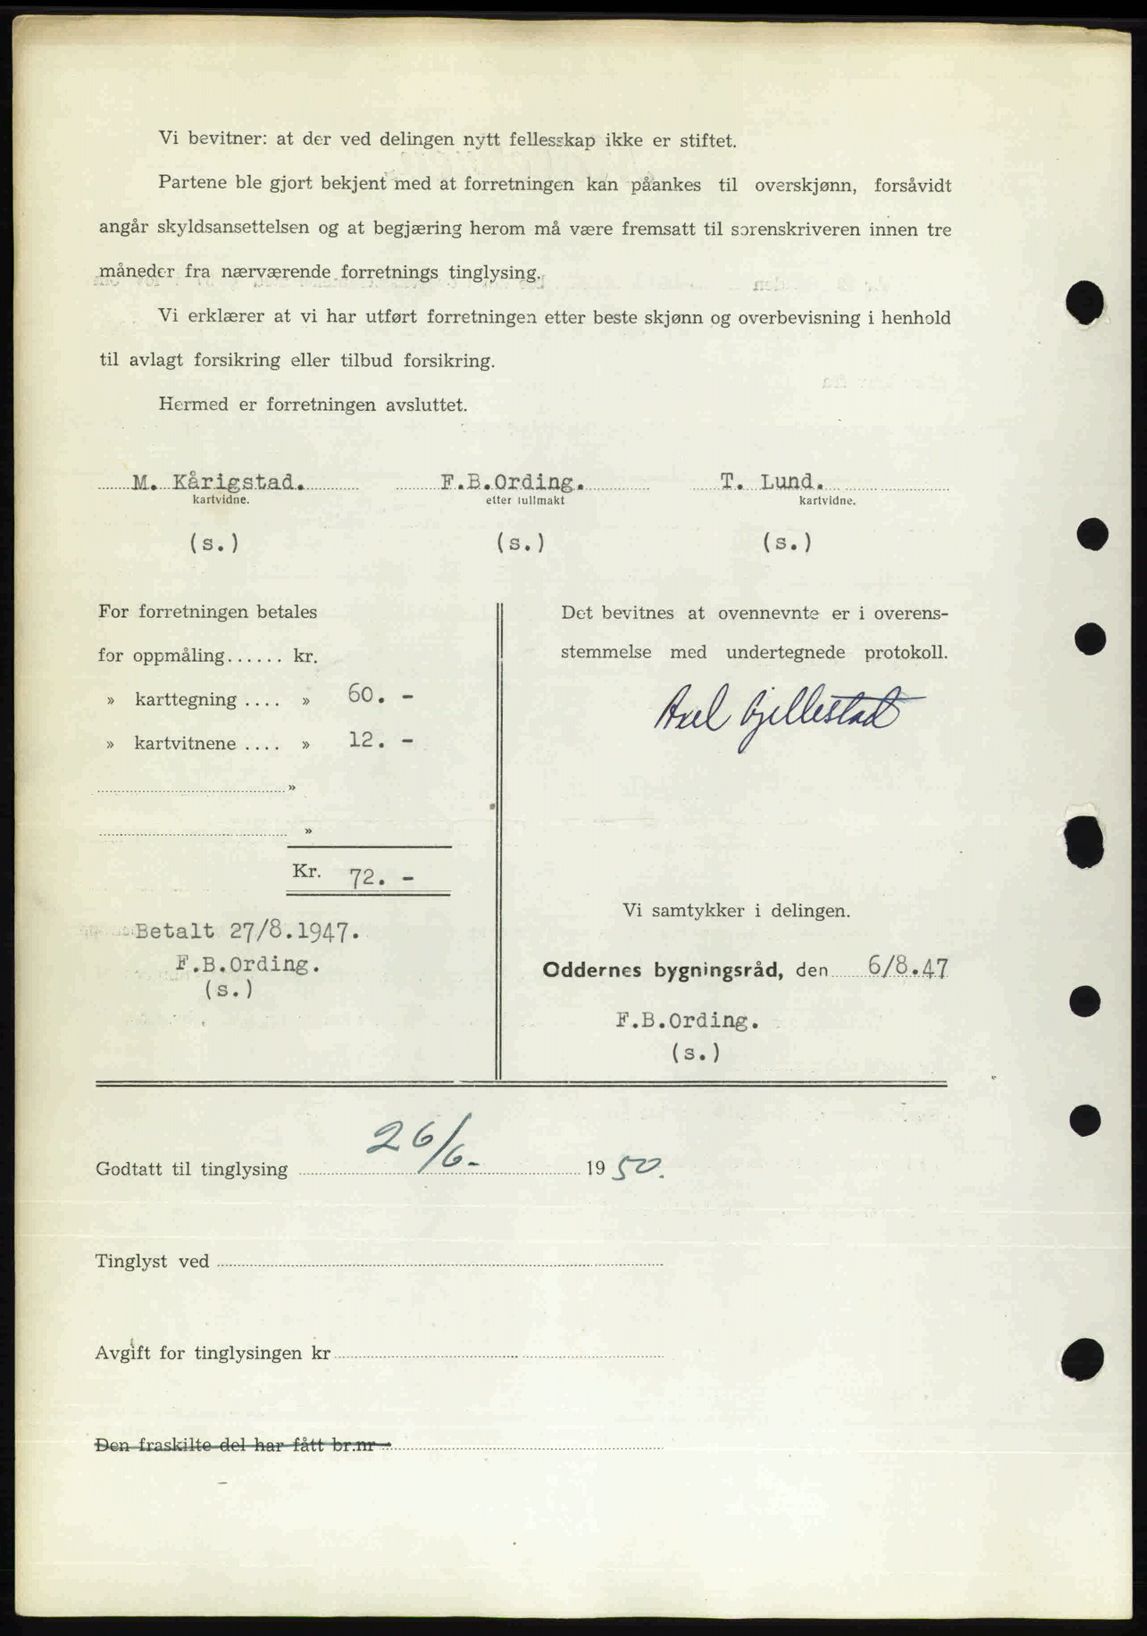 Vi bevitner: at der ved delingen nytt fellesskap ikke er stiftet.
Partene ble gjort bekjent med at forretningen kan påankes til overskjønn, forsåvidt
angår skyldsansettelsen og at begjæring herom må være fremsatt til sorenskriveren innen tre
måneder fra nærværende forretnings tinglysing.
Vi erklærer at vi har utført forretningen etter beste skjønn og overbevisning i henhold
til avlagt forsikring eller tilbud forsikring.
Hermed er forretningen avsluttet.
M. Kårigstad. F.B.Ording. T. Lund.
kartvidne. etter fullmakt kartvidne.
(s.) (s.) (s.)
For forretningen betales
for oppmåling...... kr.
» karttegning .... » 60. -
» kartvitnene .... » 12. -
»
»
Kr. 72. -
Betalt 27/8.1947.
F.B.Ording.
(s.)
Det bevitnes at ovennevnte er i overens-
stemmelse med undertegnede protokoll.
Axel Gjellestad
Vi samtykker i delingen.
Oddernes bygningsråd, den 6/8.47
F.B.Ording.
(s.)
Godtatt til tinglysing 26/6- 1950.
Tinglyst ved
Avgift for tinglysingen kr
Den fraskilte del har fått br.nr